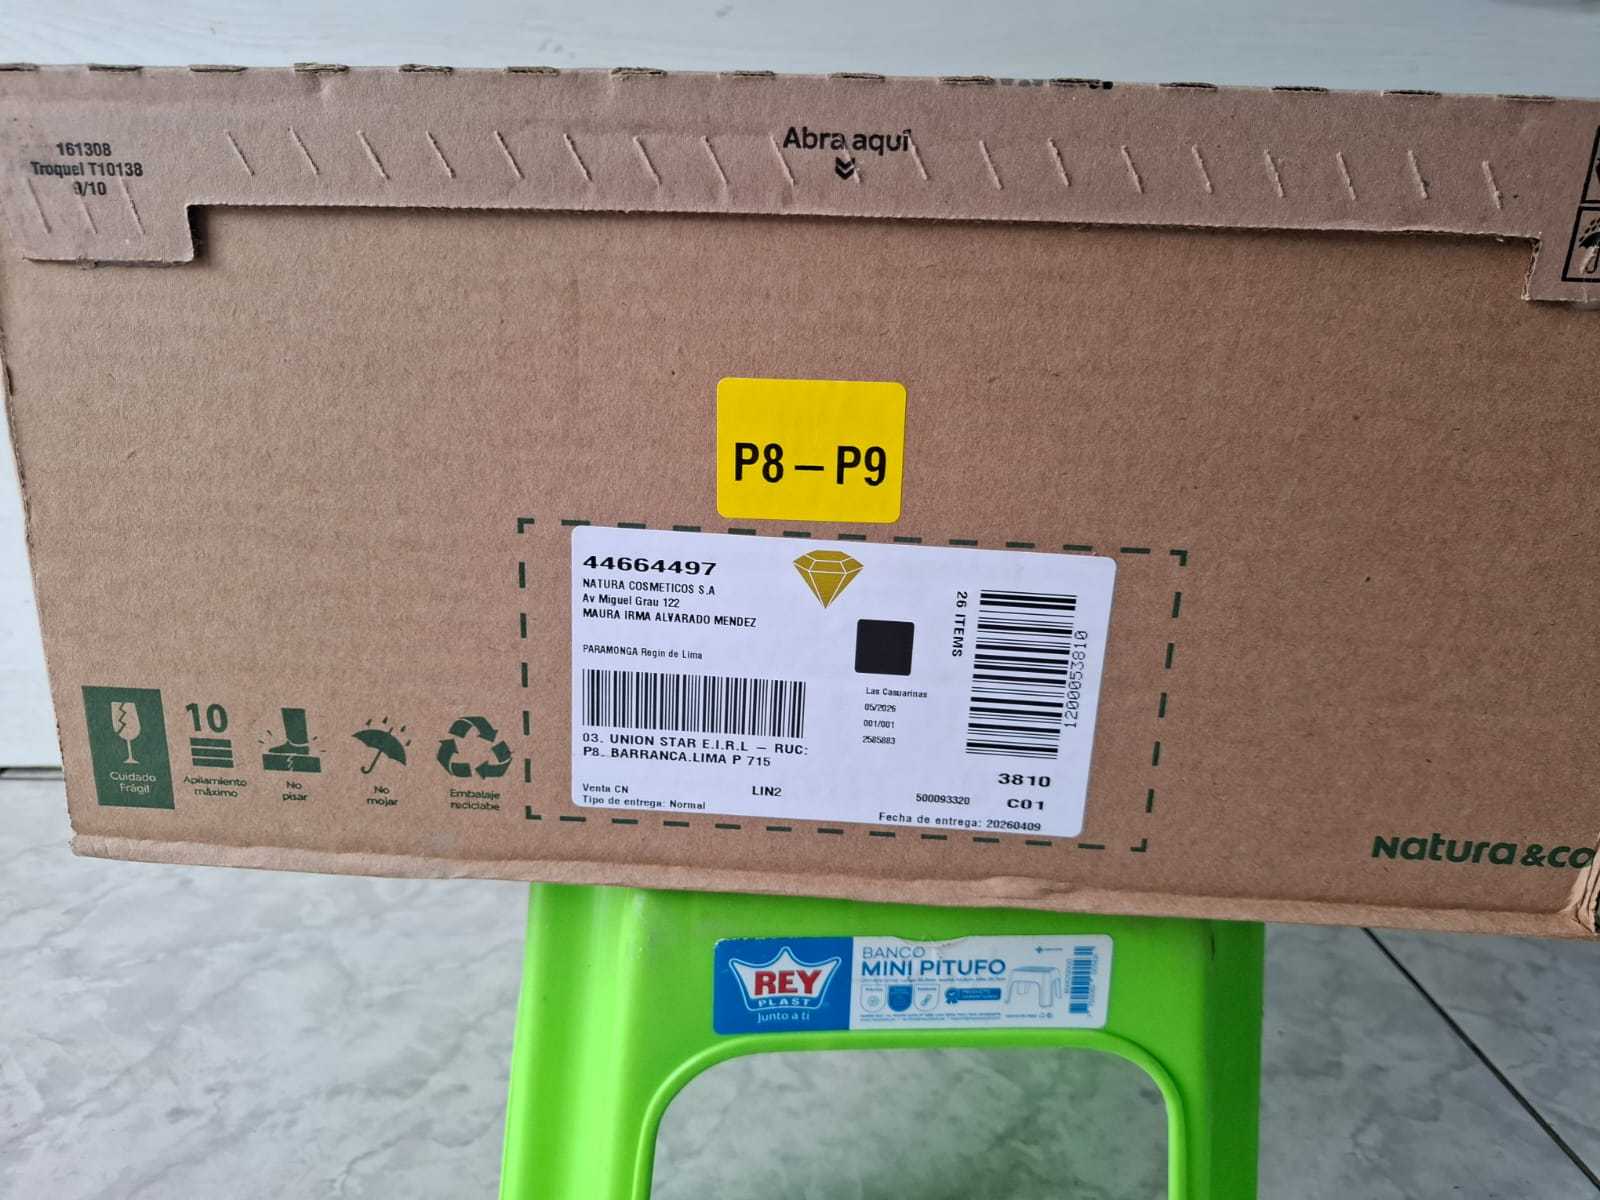 161308
Troquel T10138
9/10
Abra aquí
P8 – P9
44664497
NATURA COSMETICOS S.A
Av Miguel Grau 122
MAURA IRMA ALVARADO MENDEZ
PARAMONGA Regin de Lima
03. UNION STAR E.I.R.L – RUC:
P8. BARRANCA.LIMA P 715
Venta CN
LIN2
Tipo de entrega: Normal
Las Casuarinas
05/2026
001/001
2585883
26 ITEMS
1200053810
3810
500093320
C01
Fecha de entrega: 20260409
Cuidado
Frágil
10
Apilamiento
máximo
No
pisar
No
mojar
Embalaje
reciclabe
Natura &co
REY
PLAST
Junto a ti
BANCO
MINI PITUFO